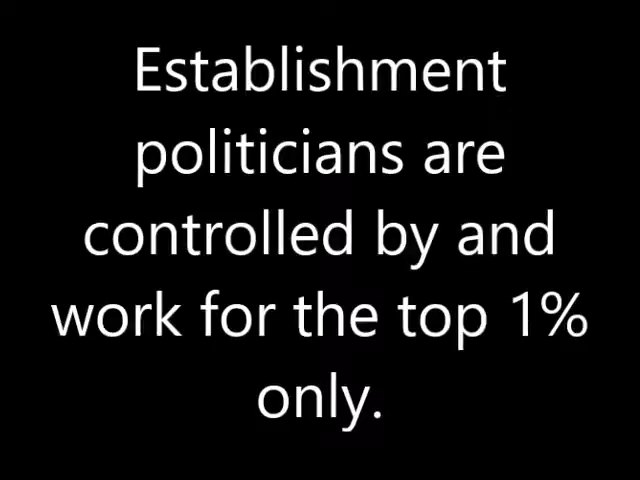 Establishment
politicians are
controlled by and
work for the top 1%
only.